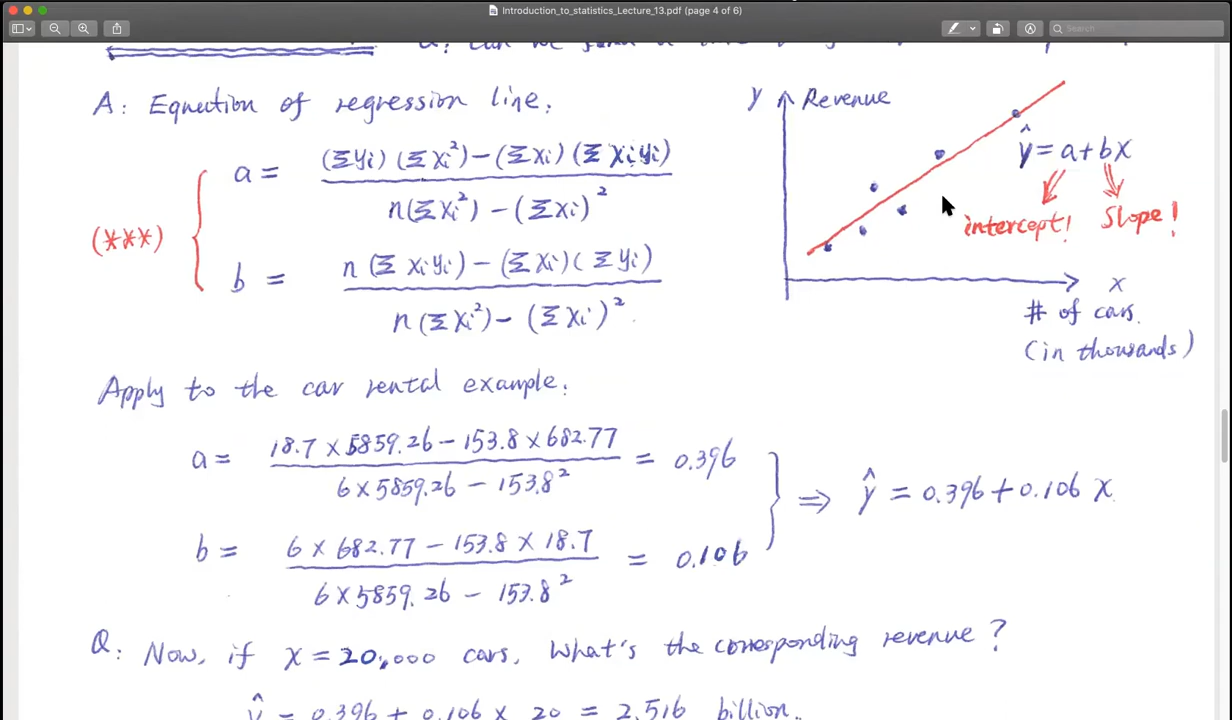 Introduction_to_statistics_Lecture_13.pdf (page 4 of 6)
Search
A: Equection of regression line.
(***)
a = (Σyi)(Σxi²)-(Σxi)(Σxiyi) / n(Σxi²)-(Σxi)²
b = n(Σxiyi)-(Σxi)(Σyi) / n(Σxi²)-(Σxi)²
y Revenue
ŷ = a+bx
intercept! Slope!
x
# of cars.
(in thousands)
Apply to the car rental example.
a = 18.7 × 5859.26 - 153.8 × 682.77 / 6 × 5859.26 - 153.8² = 0.396
⇒ ŷ = 0.396 + 0.106 x
b = 6 × 682.77 - 153.8 × 18.7 / 6 × 5859.26 - 153.8² = 0.106
Q: Now, if x = 20,000 cars, What's the corresponding revenue?
ŷ = 0.396 + 0.106 × 20 = 2.516 billion.